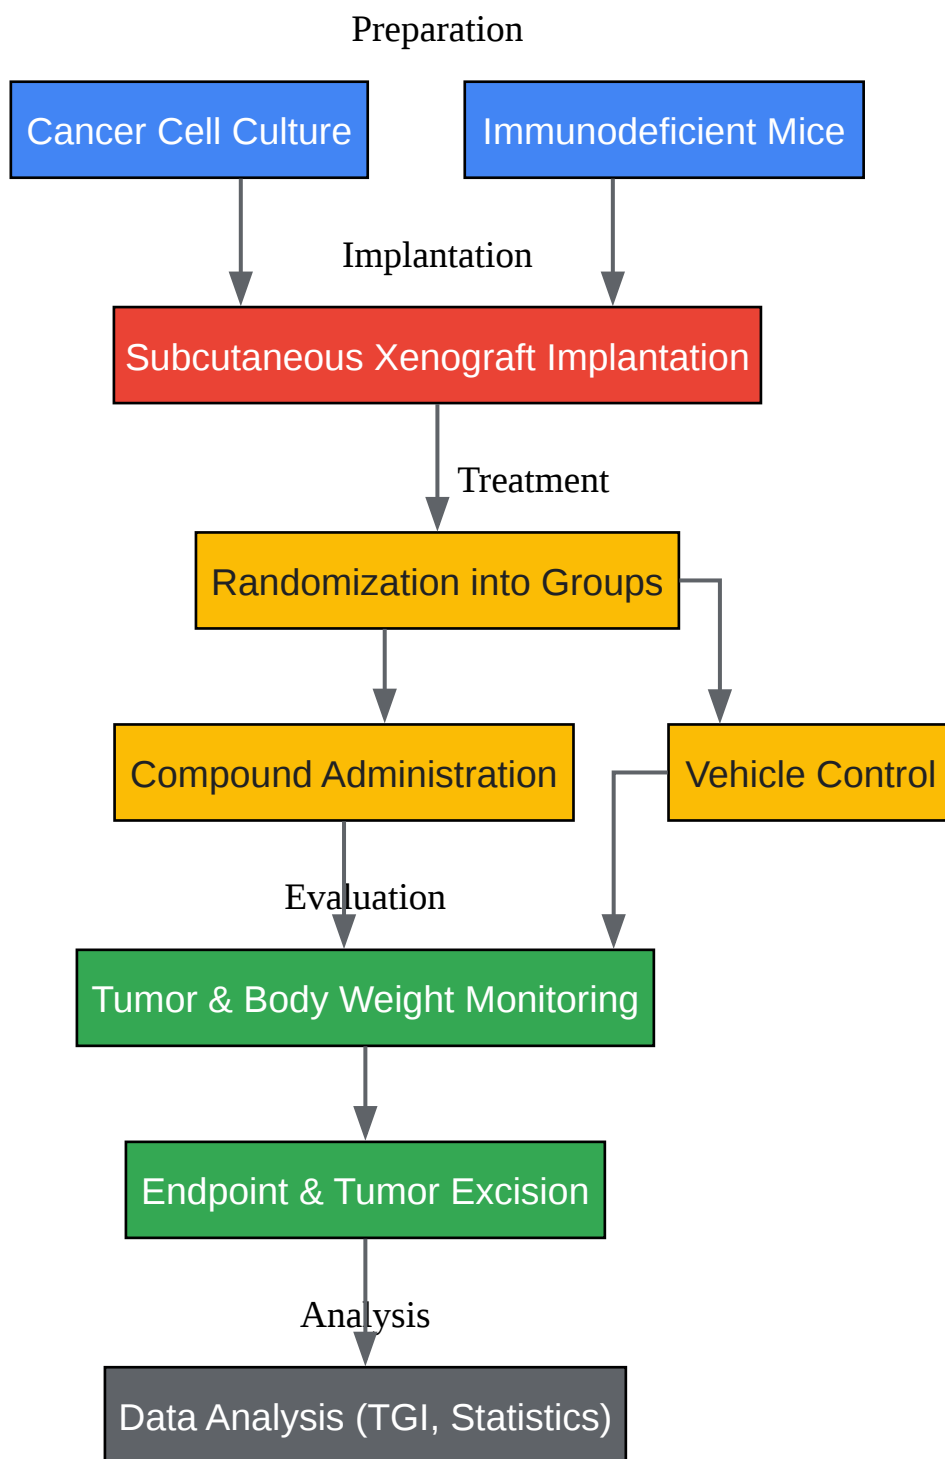 Preparation
Cancer Cell Culture
Immunodeficient Mice
Implantation
Subcutaneous Xenograft Implantation
Treatment
Randomization into Groups
Compound Administration
Vehicle Control
Evaluation
Tumor & Body Weight Monitoring
Endpoint & Tumor Excision
Analysis
Data Analysis (TGI, Statistics)